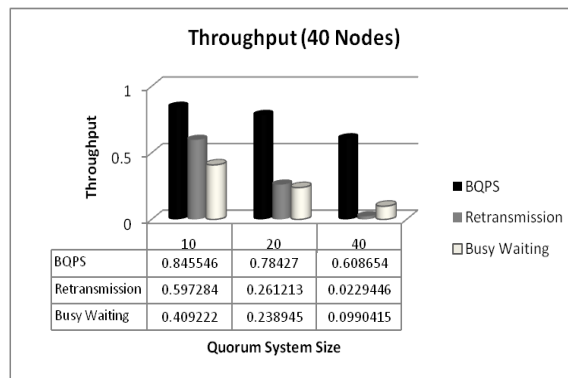 Throughput (40 Nodes)
Throughput
1
0.5
0
BQPS
Retransmission
Busy Waiting
10 20 40
BQPS 0.845546 0.78427 0.608654
Retransmission 0.597284 0.261213 0.0229446
Busy Waiting 0.409222 0.238945 0.0990415
Quorum System Size